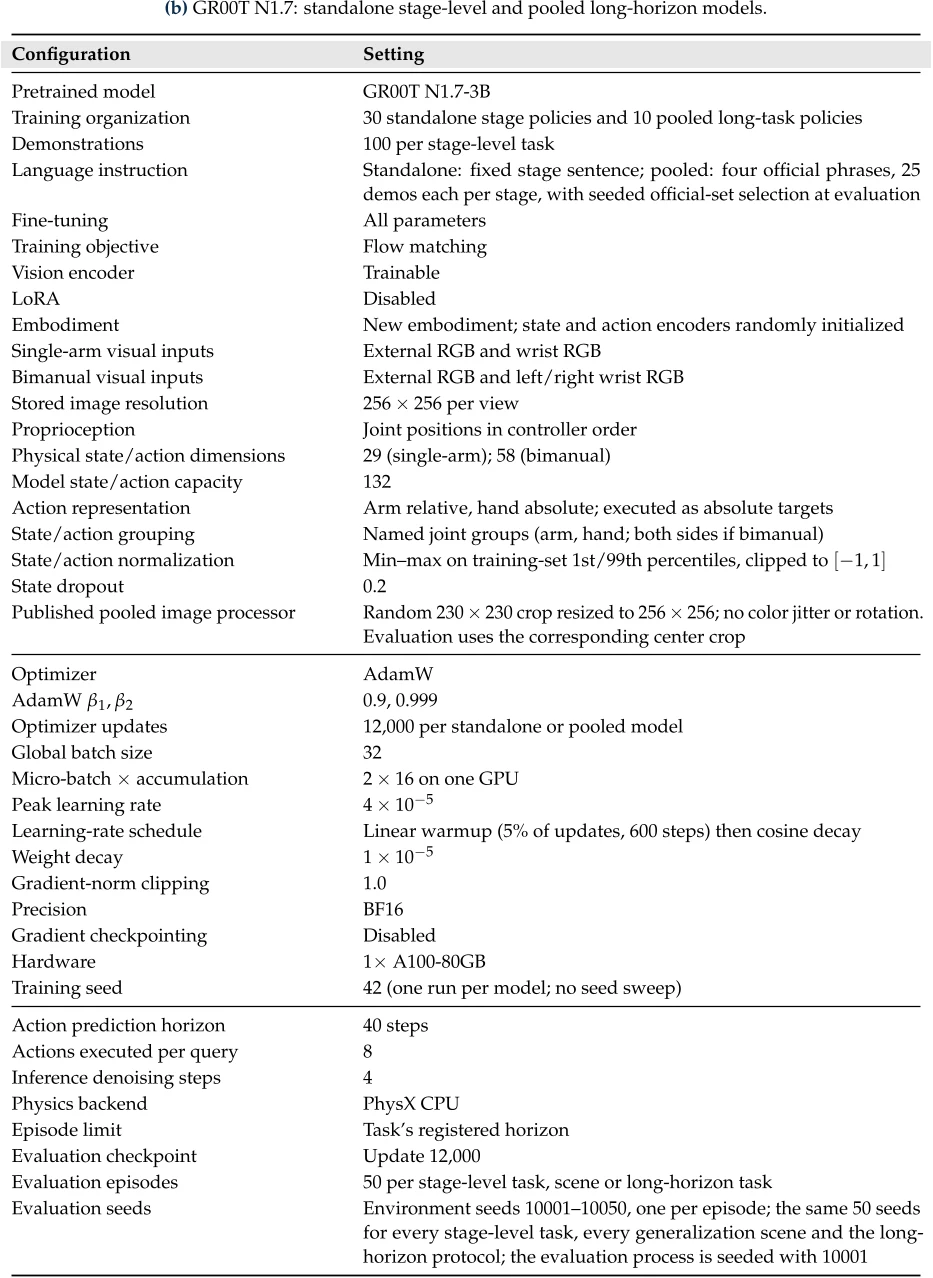 (b) GR00T N1.7: standalone stage-level and pooled long-horizon models.
Configuration Setting
Pretrained model GR00T N1.7-3B
Training organization 30 standalone stage policies and 10 pooled long-task policies
Demonstrations 100 per stage-level task
Language instruction Standalone: fixed stage sentence; pooled: four official phrases, 25
demos each per stage, with seeded official-set selection at evaluation
Fine-tuning All parameters
Training objective Flow matching
Vision encoder Trainable
LoRA Disabled
Embodiment New embodiment; state and action encoders randomly initialized
Single-arm visual inputs External RGB and wrist RGB
Bimanual visual inputs External RGB and left/right wrist RGB
Stored image resolution 256 × 256 per view
Proprioception Joint positions in controller order
Physical state/action dimensions 29 (single-arm); 58 (bimanual)
Model state/action capacity 132
Action representation Arm relative, hand absolute; executed as absolute targets
State/action grouping Named joint groups (arm, hand; both sides if bimanual)
State/action normalization Min–max on training-set 1st/99th percentiles, clipped to [−1, 1]
State dropout 0.2
Published pooled image processor Random 230 × 230 crop resized to 256 × 256; no color jitter or rotation.
Evaluation uses the corresponding center crop
Optimizer AdamW
AdamW β₁, β₂ 0.9, 0.999
Optimizer updates 12,000 per standalone or pooled model
Global batch size 32
Micro-batch × accumulation 2 × 16 on one GPU
Peak learning rate 4 × 10⁻⁵
Learning-rate schedule Linear warmup (5% of updates, 600 steps) then cosine decay
Weight decay 1 × 10⁻⁵
Gradient-norm clipping 1.0
Precision BF16
Gradient checkpointing Disabled
Hardware 1× A100-80GB
Training seed 42 (one run per model; no seed sweep)
Action prediction horizon 40 steps
Actions executed per query 8
Inference denoising steps 4
Physics backend PhysX CPU
Episode limit Task's registered horizon
Evaluation checkpoint Update 12,000
Evaluation episodes 50 per stage-level task, scene or long-horizon task
Evaluation seeds Environment seeds 10001–10050, one per episode; the same 50 seeds
for every stage-level task, every generalization scene and the long-
horizon protocol; the evaluation process is seeded with 10001